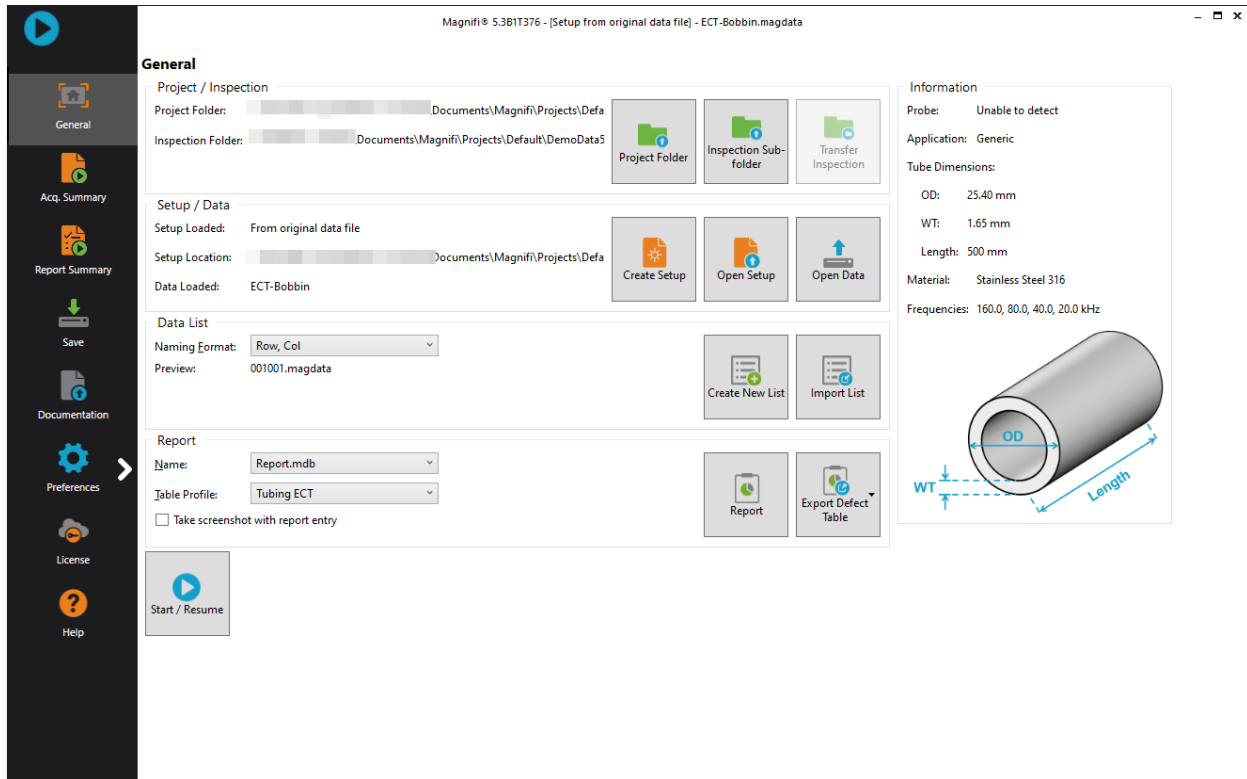 Magnifi® 5.3B1T376 - [Setup from original data file] - ECT-Bobbin.magdata
General
Acq. Summary
Report Summary
Save
Documentation
Preferences
License
Help
General
Project / Inspection
Project Folder:
Documents\Magnifi\Projects\Defa
Inspection Folder:
Documents\Magnifi\Projects\Default\DemoData5
Project Folder
Inspection Sub-
folder
Transfer
Inspection
Setup / Data
Setup Loaded: From original data file
Setup Location:
Documents\Magnifi\Projects\Defa
Data Loaded: ECT-Bobbin
Create Setup
Open Setup
Open Data
Data List
Naming Format: Row, Col
Preview: 001001.magdata
Create New List
Import List
Report
Name: Report.mdb
Table Profile: Tubing ECT
Take screenshot with report entry
Report
Export Defect
Table
Start / Resume
Information
Probe: Unable to detect
Application: Generic
Tube Dimensions:
OD: 25.40 mm
WT: 1.65 mm
Length: 500 mm
Material: Stainless Steel 316
Frequencies: 160.0, 80.0, 40.0, 20.0 kHz
OD
WT
Length